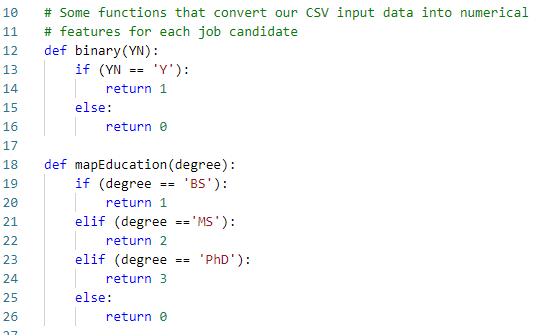 10 # Some functions that convert our CSV input data into numerical
11 # features for each job candidate
12 def binary(YN):
13     if (YN == 'Y'):
14         return 1
15     else:
16         return 0
17
18 def mapEducation(degree):
19     if (degree == 'BS'):
20         return 1
21     elif (degree =='MS'):
22         return 2
23     elif (degree == 'PhD'):
24         return 3
25     else:
26         return 0
27